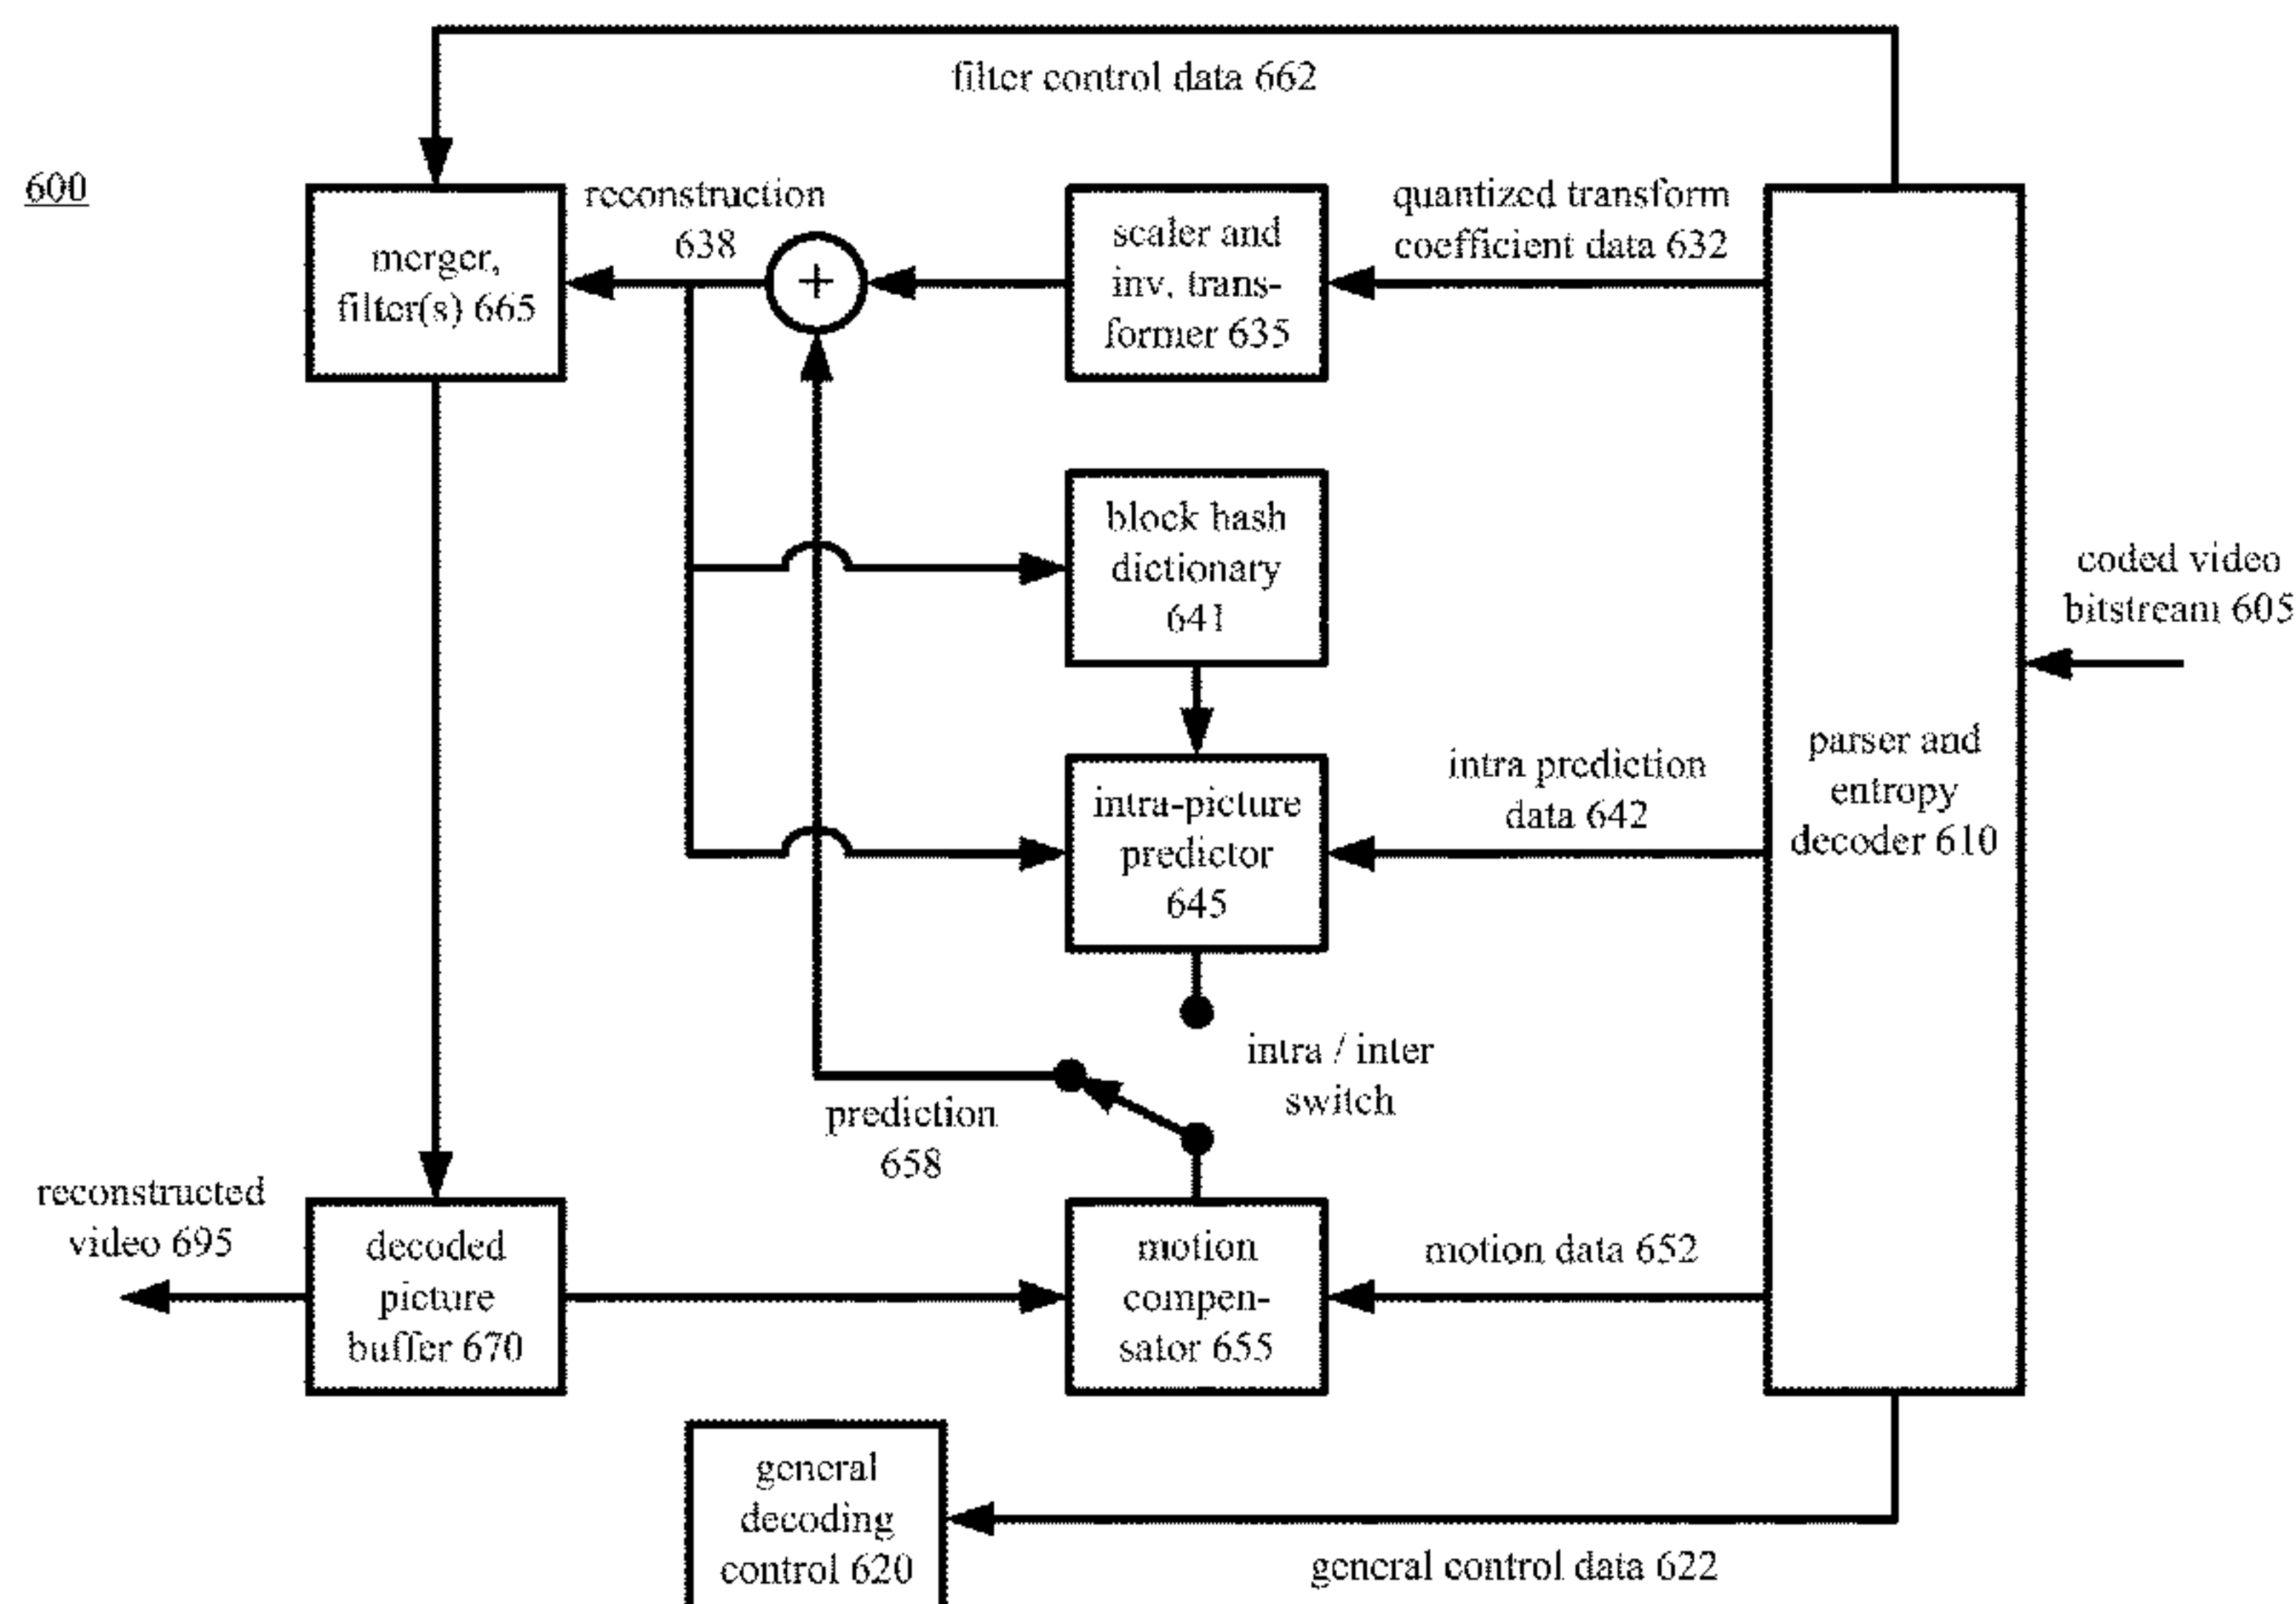 filter control data 662
600
merger,
filter(s) 665
reconstruction
638
+
scaler and
inv. trans-
former 635
quantized transform
coefficient data 632
block hash
dictionary
641
coded video
bitstream 605
parser and
entropy
decoder 610
intra-picture
predictor
645
intra prediction
data 642
intra / inter
switch
prediction
658
reconstructed
video 695
decoded
picture
buffer 670
motion
compen-
sator 655
motion data 652
general
decoding
control 620
general control data 622